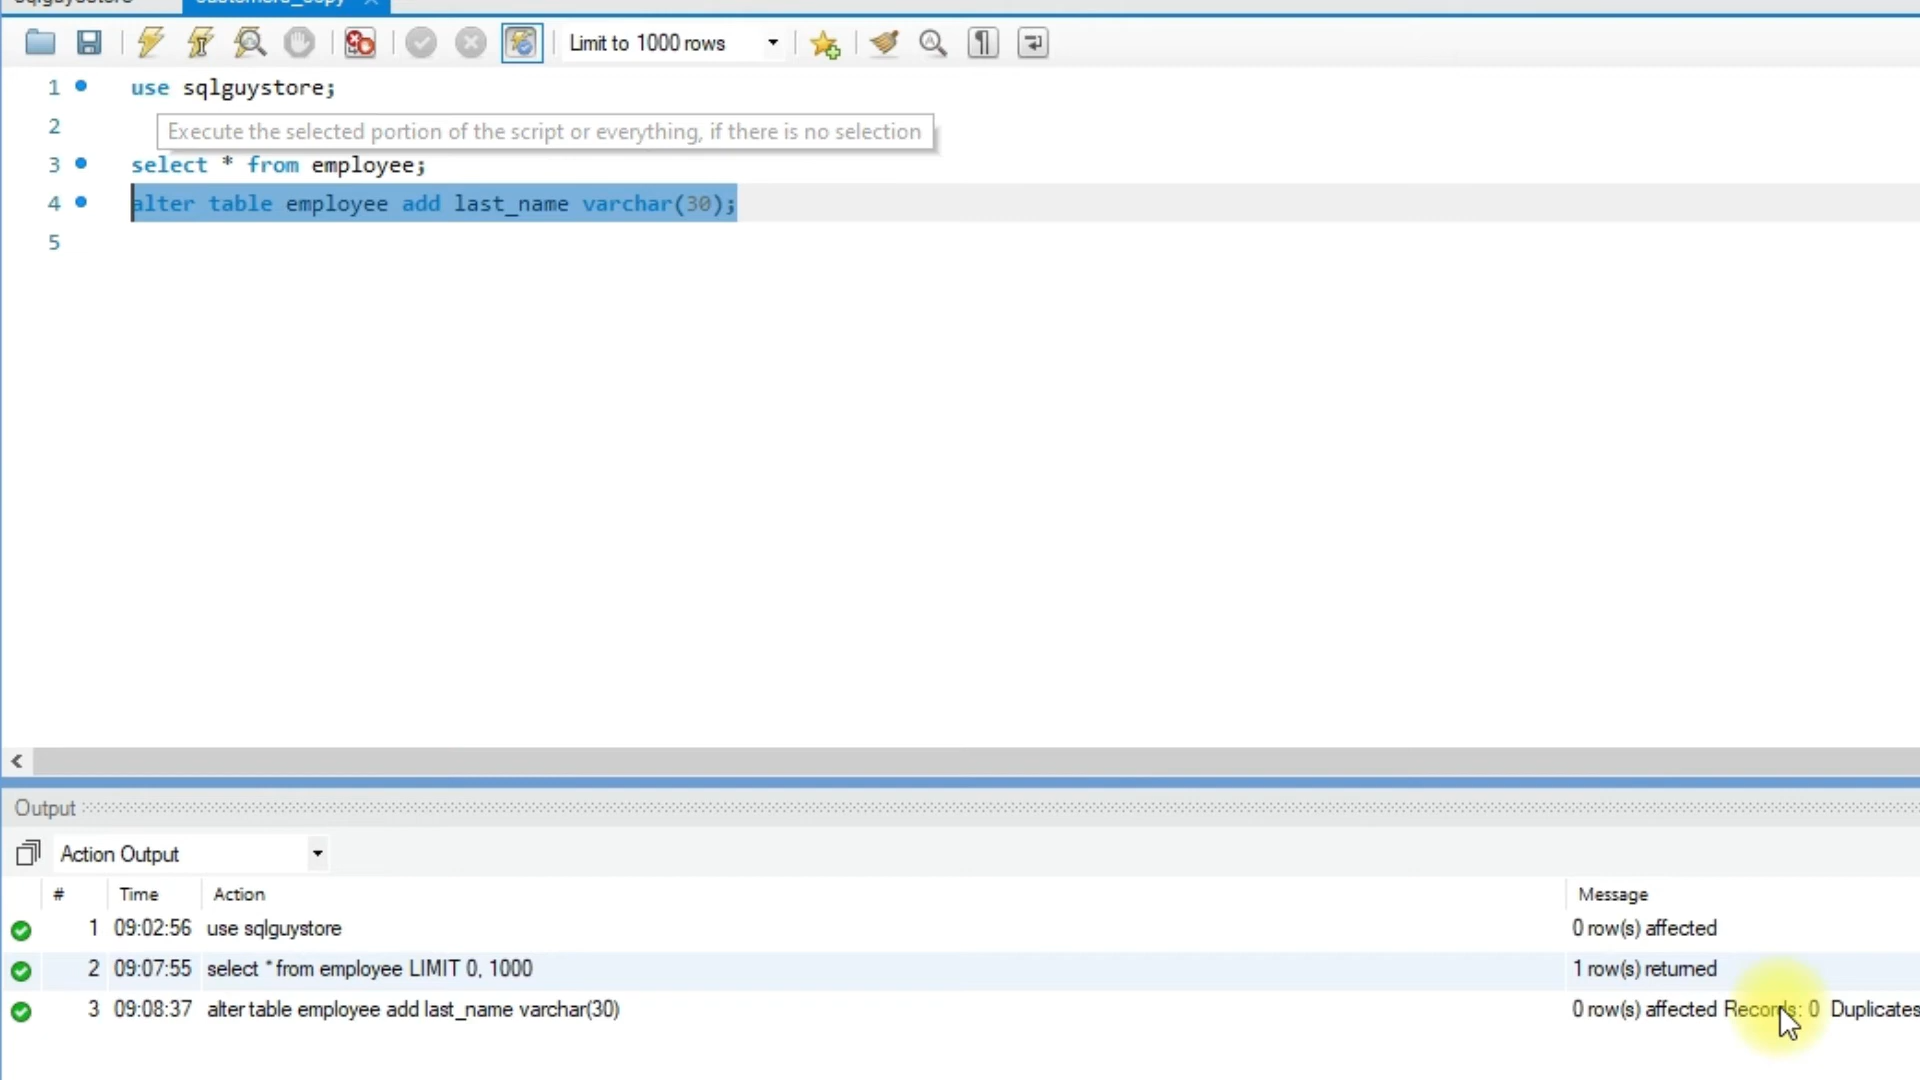 sqlguystore customers_copy
Limit to 1000 rows
1 use sqlguystore;
2
Execute the selected portion of the script or everything, if there is no selection
3 select * from employee;
4 alter table employee add last_name varchar(30);
5
Output
Action Output
# Time Action Message
1 09:02:56 use sqlguystore 0 row(s) affected
2 09:07:55 select * from employee LIMIT 0, 1000 1 row(s) returned
3 09:08:37 alter table employee add last_name varchar(30) 0 row(s) affected Records: 0 Duplicates